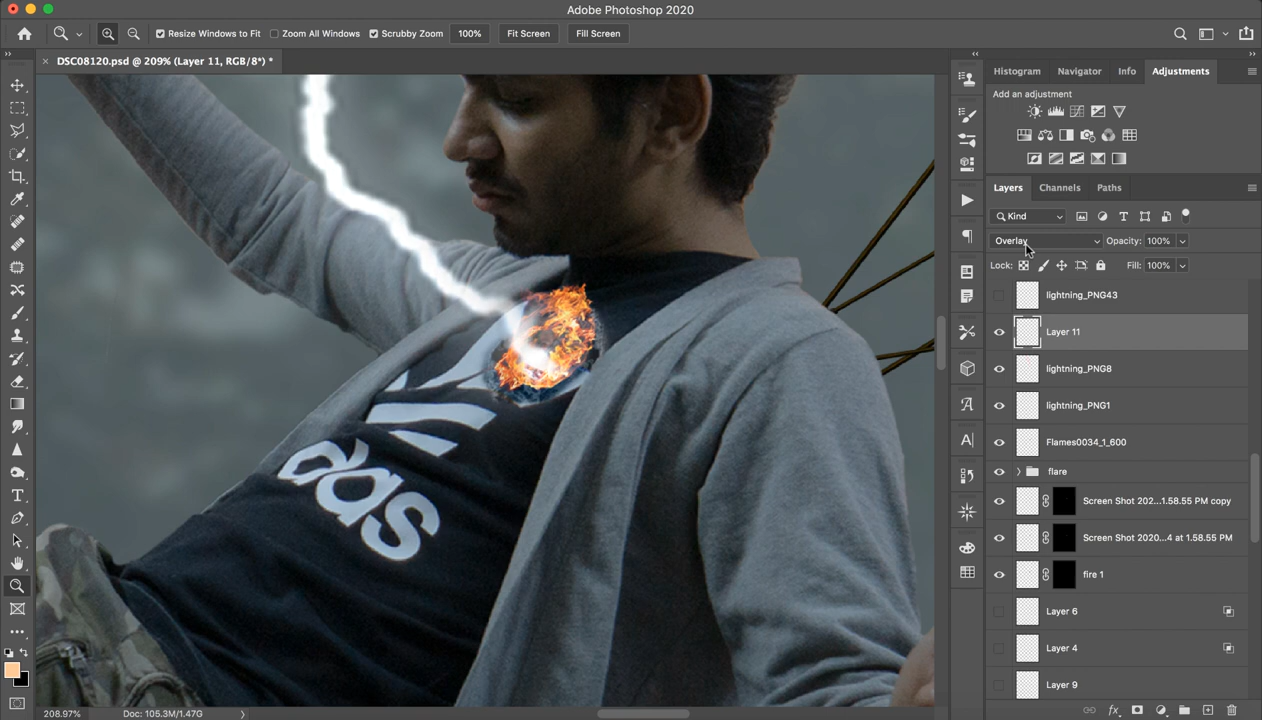 Adobe Photoshop 2020
Resize Windows to Fit Zoom All Windows Scrubby Zoom 100% Fit Screen Fill Screen
DSC08120.psd @ 209% (Layer 11, RGB/8*) *
Histogram Navigator Info Adjustments
Add an adjustment
Layers Channels Paths
Kind
Overlay Opacity: 100%
Lock: Fill: 100%
lightning_PNG43
Layer 11
lightning_PNG8
lightning_PNG1
Flames0034_1_600
flare
Screen Shot 202...1.58.55 PM copy
Screen Shot 2020...4 at 1.58.55 PM
fire 1
Layer 6
Layer 4
Layer 9
das
208.97% Doc: 105.3M/1.47G